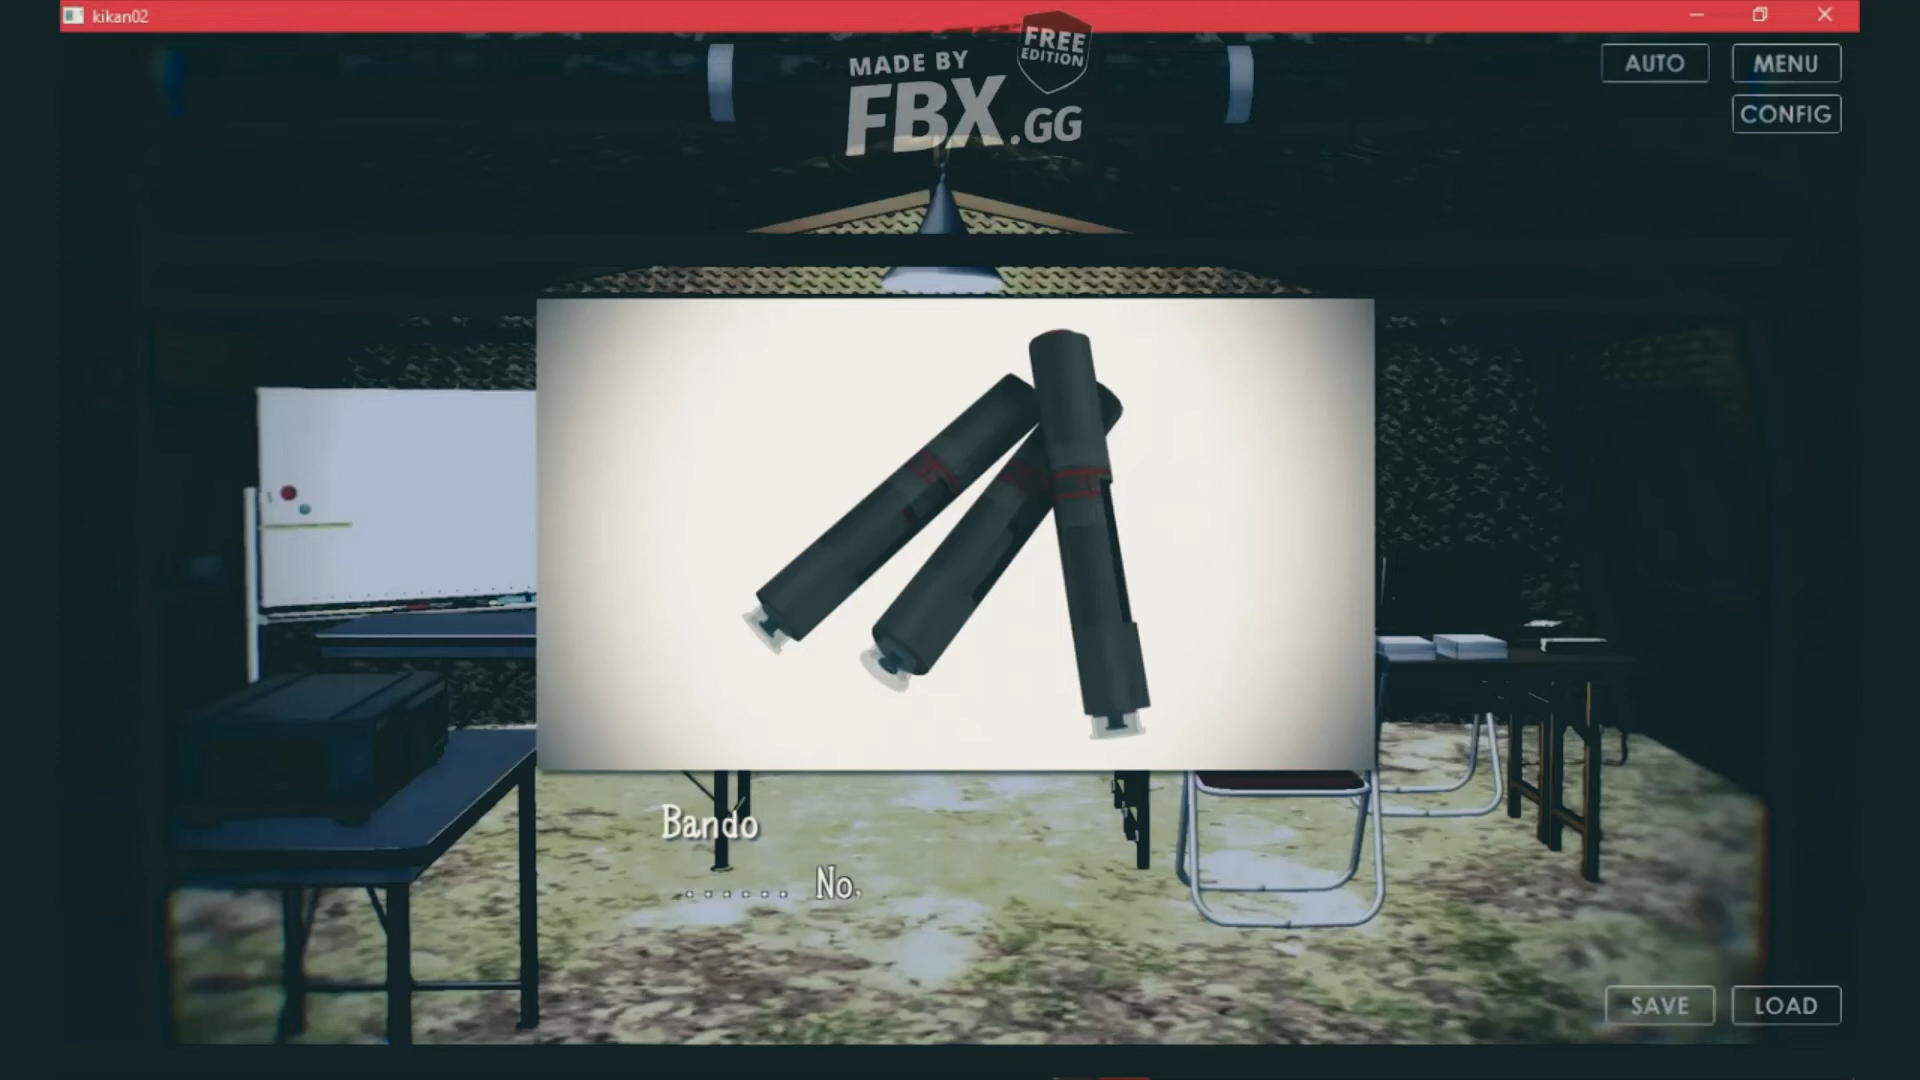 kikan02
FREE
EDITION
MADE BY
FBX.GG
AUTO
MENU
CONFIG
Bando
...... No.
SAVE
LOAD